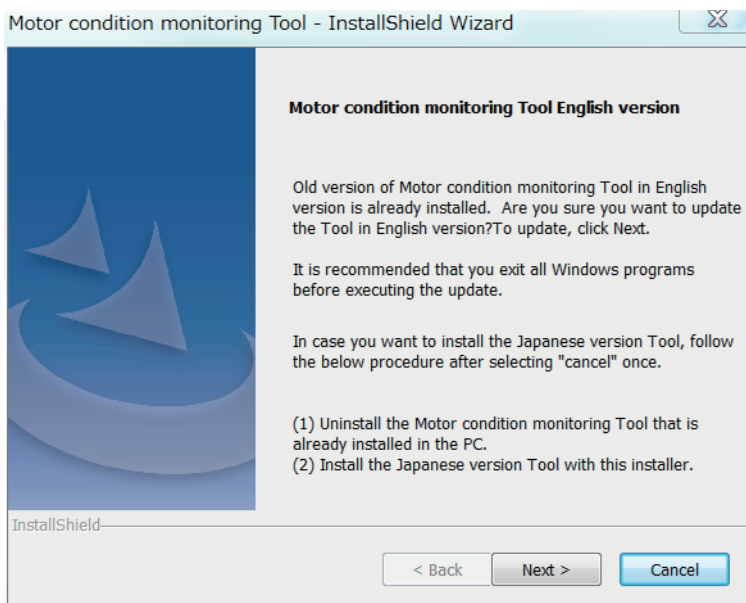 Motor condition monitoring Tool - InstallShield Wizard
Motor condition monitoring Tool English version
Old version of Motor condition monitoring Tool in English
version is already installed.  Are you sure you want to update
the Tool in English version?To update, click Next.
It is recommended that you exit all Windows programs
before executing the update.
In case you want to install the Japanese version Tool, follow
the below procedure after selecting "cancel" once.
(1) Uninstall the Motor condition monitoring Tool that is
already installed in the PC.
(2) Install the Japanese version Tool with this installer.
InstallShield
< Back
Next >
Cancel